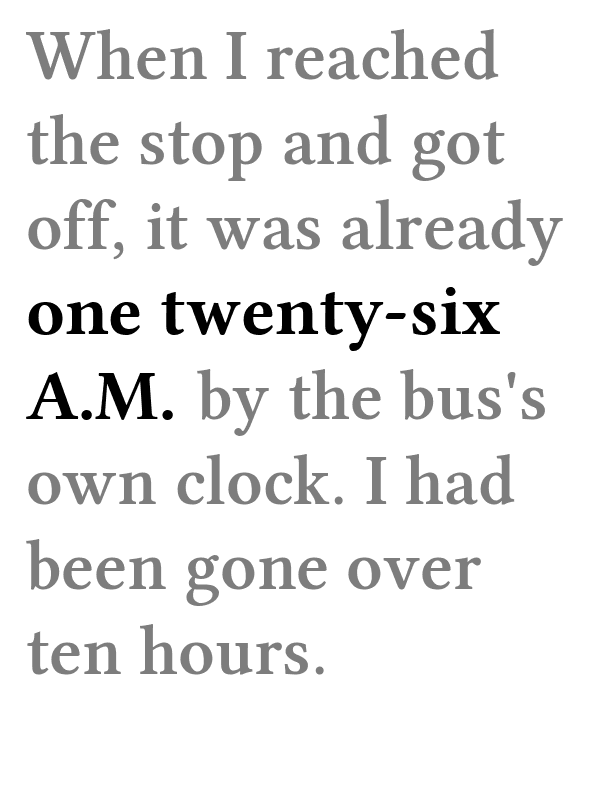 When I reached
the stop and got
off, it was already
one twenty-six
A.M. by the bus's
own clock. I had
been gone over
ten hours.